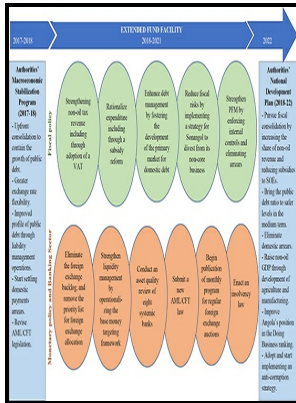 EXTENDED FUND FACILITY
2017-2018
2018-2021
2022
Authorities'
Macroeconomic
Stabilization
Program
(2017-18)
- Upfront
consolidation to
contain the
growth of public
debt.
- Greater
exchange rate
flexibility.
- Improved
profile of public
debt through
liability
management
operations.
- Start settling
domestic
payments
arrears.
- Revise
AML/CFT
legislation.
Fiscal policy
Strengthening
non-oil tax
revenue
including
through
adoption of a
VAT
Rationalize
expenditure
including
through a
subsidy
reform
Enhance debt
management by
fostering the
development of
the primary
market for
domestic debt
Reduce fiscal
risks by
implementing a
strategy for
Sonangol to
divest from its
non-core
business
Strengthen
PFM by
enforcing
internal
controls and
eliminating
arrears
Monetary policy and Banking Sector
Eliminate
the foreign
exchange
backlog, and
remove the
priority list for
foreign
exchange
allocation
Strengthen
liquidity
management
by
operationali-
zing the
base money
targeting
framework
Conduct an
asset quality
review of
eight
systemic
banks
Submit a
new
AML/CFT
law
Begin
publication of
monthly
program for
regular foreign
exchange
auctions
Enact an
insolvency
law
Authorities'
National
Development
Plan (2018-22)
- Pursue fiscal
consolidation by
increasing the
share of non-oil
revenue and
reducing subsidies
to SOEs.
- Bring the public
debt ratio to safer
levels in the
medium term.
- Eliminate
domestic arrears.
- Raise non-oil
GDP through
development of
agriculture and
manufacturing.
- Improve
Angola's position
in the Doing
Business ranking.
- Adopt and start
implementing an
anti-corruption
strategy.